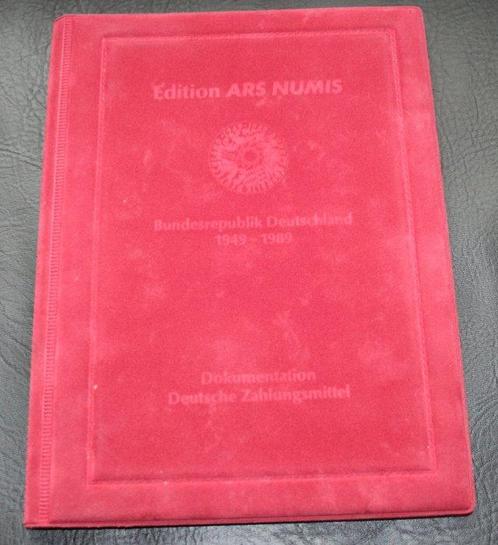 Edition ARS NUMIS
Bundesrepublik Deutschland
1949 - 1989
Dokumentation
Deutsche Zahlungsmittel